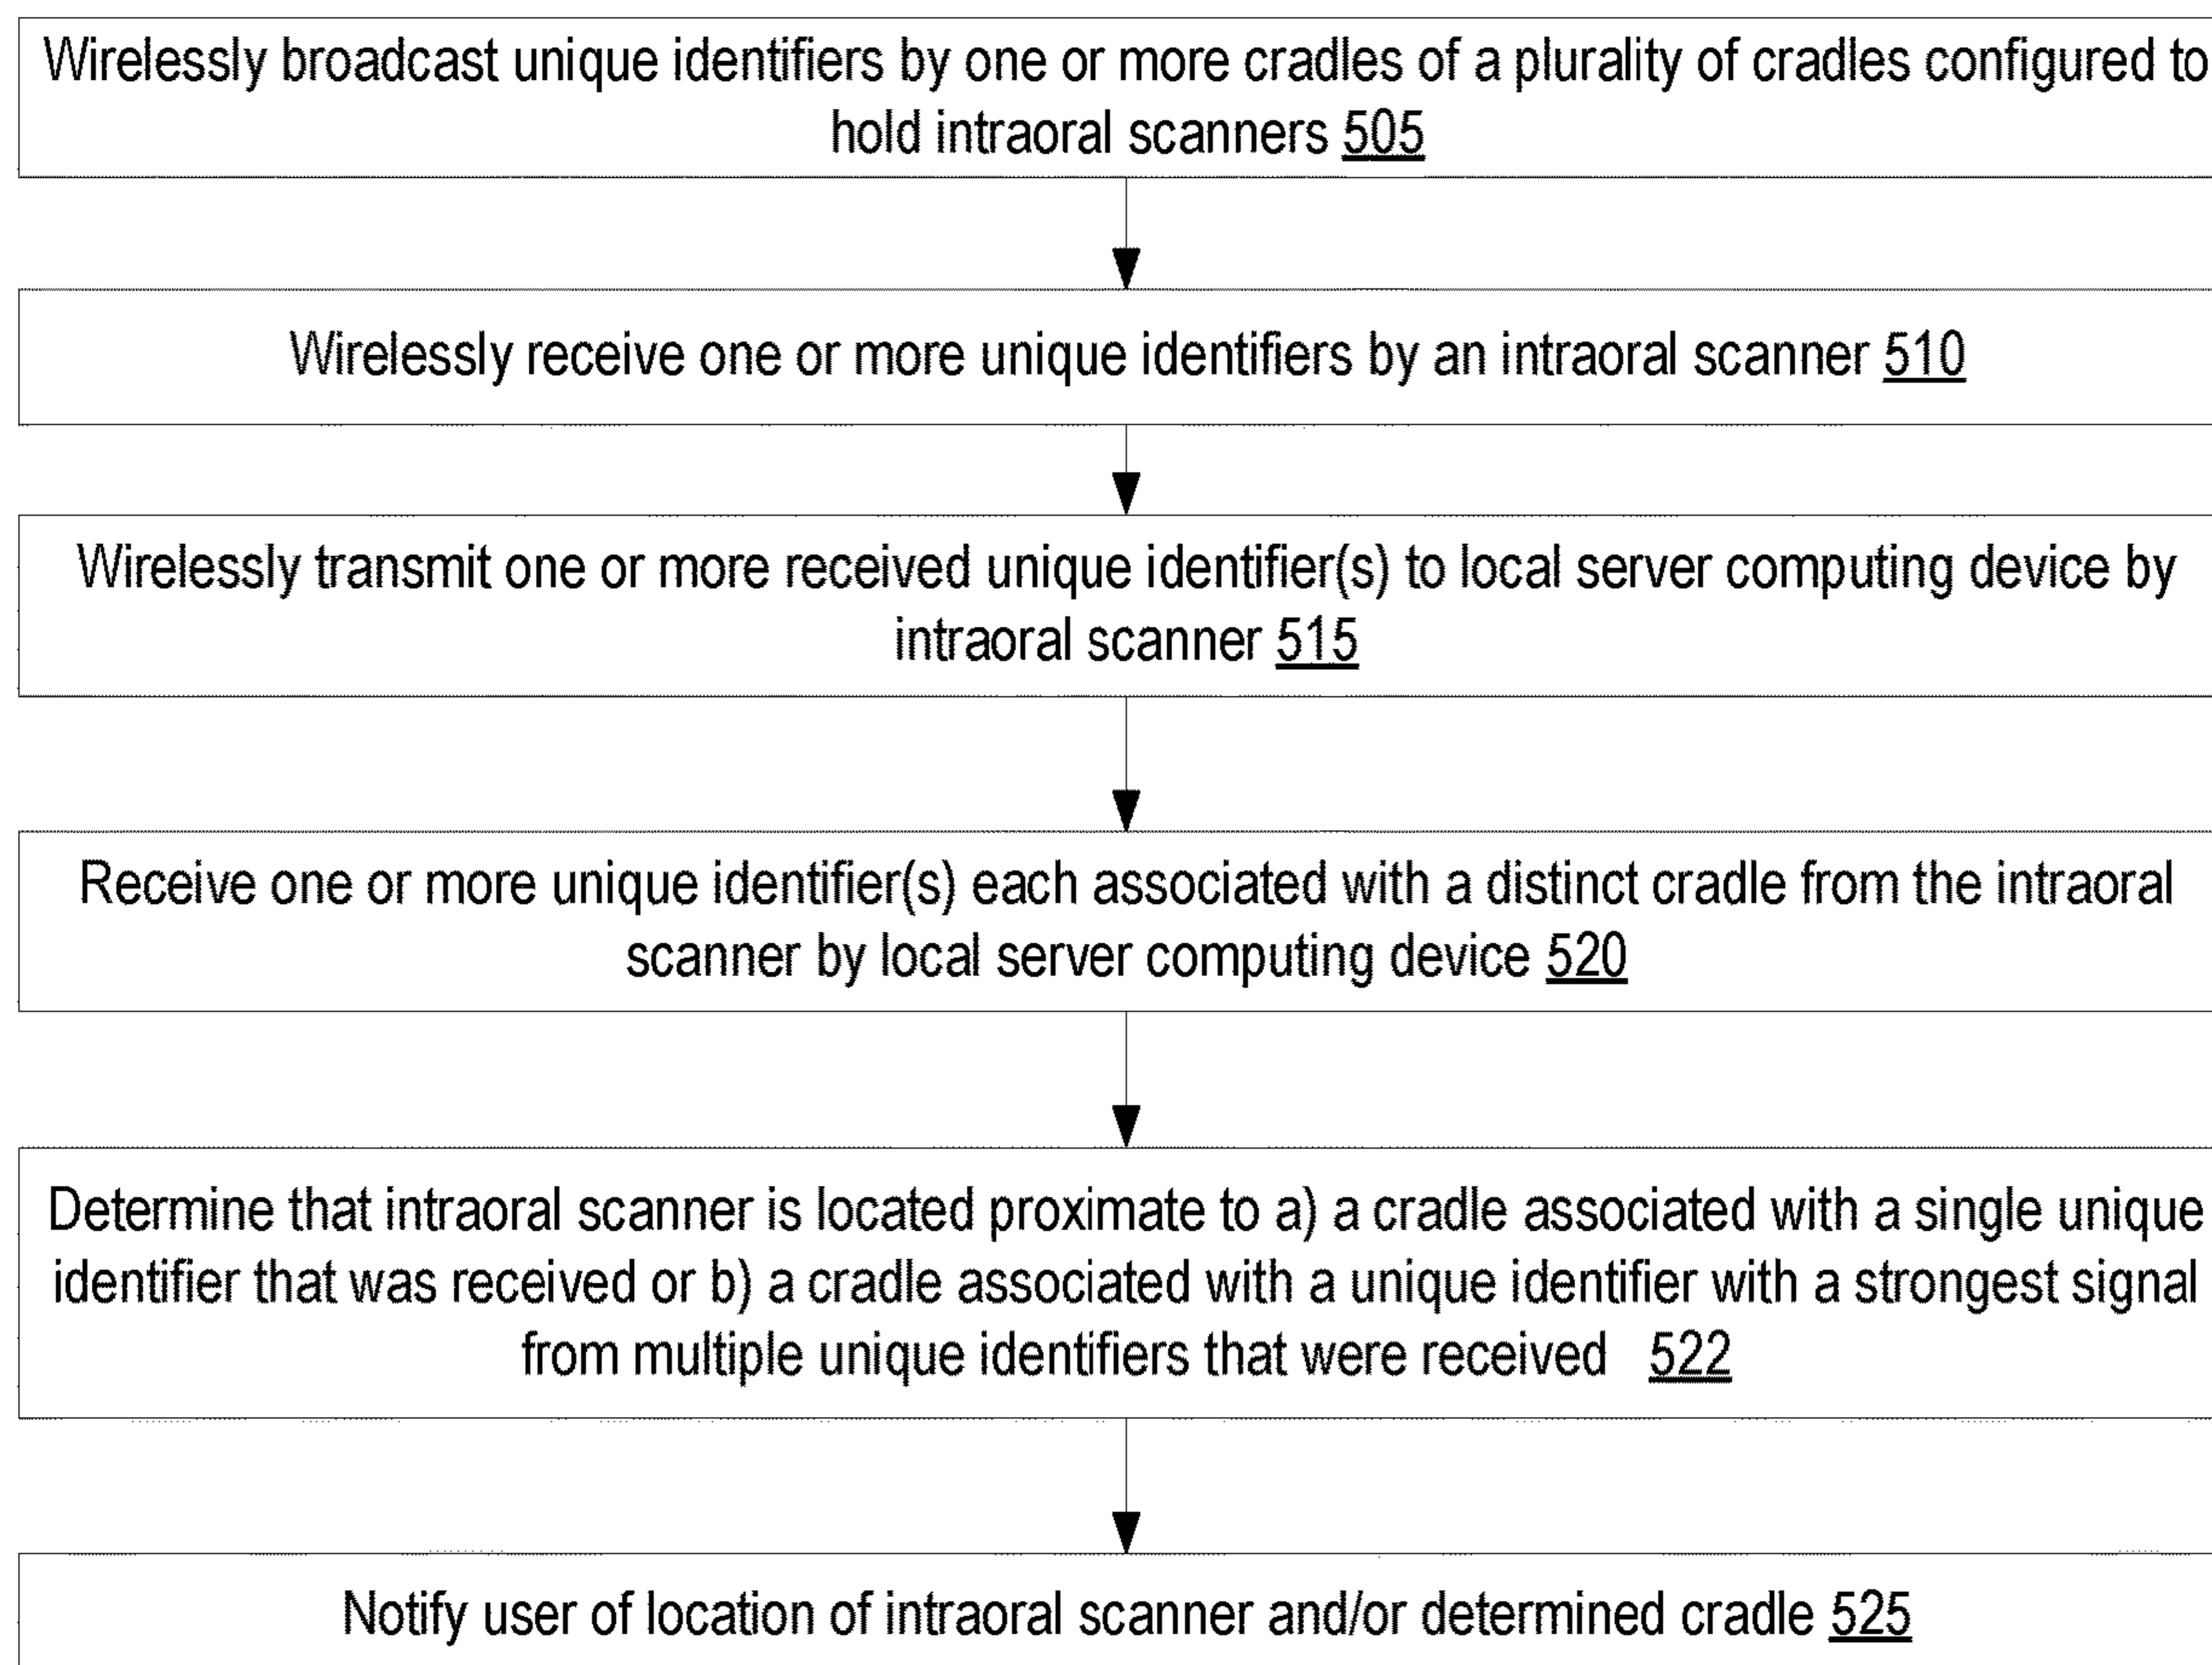 Wirelessly broadcast unique identifiers by one or more cradles of a plurality of cradles configured to
hold intraoral scanners 505
Wirelessly receive one or more unique identifiers by an intraoral scanner 510
Wirelessly transmit one or more received unique identifier(s) to local server computing device by
intraoral scanner 515
Receive one or more unique identifier(s) each associated with a distinct cradle from the intraoral
scanner by local server computing device 520
Determine that intraoral scanner is located proximate to a) a cradle associated with a single unique
identifier that was received or b) a cradle associated with a unique identifier with a strongest signal
from multiple unique identifiers that were received 522
Notify user of location of intraoral scanner and/or determined cradle 525